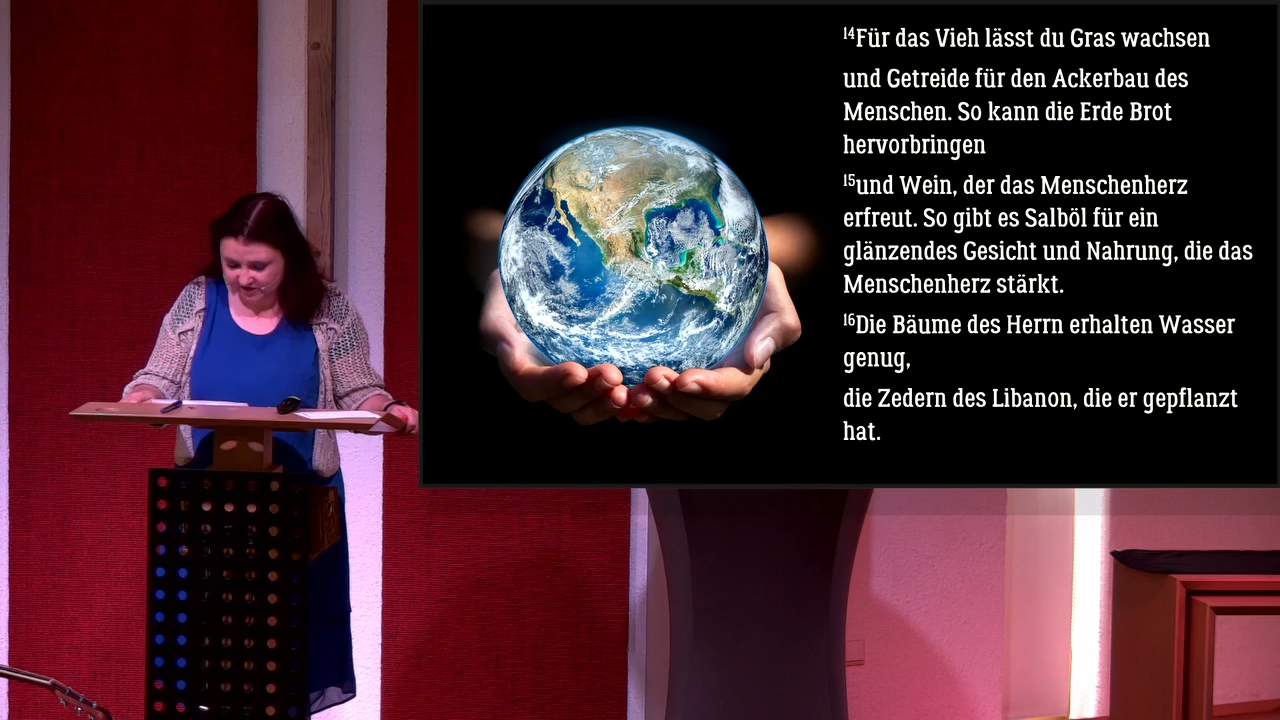 ¹⁴Für das Vieh lässt du Gras wachsen
und Getreide für den Ackerbau des
Menschen. So kann die Erde Brot
hervorbringen
¹⁵und Wein, der das Menschenherz
erfreut. So gibt es Salböl für ein
glänzendes Gesicht und Nahrung, die das
Menschenherz stärkt.
¹⁶Die Bäume des Herrn erhalten Wasser
genug,
die Zedern des Libanon, die er gepflanzt
hat.